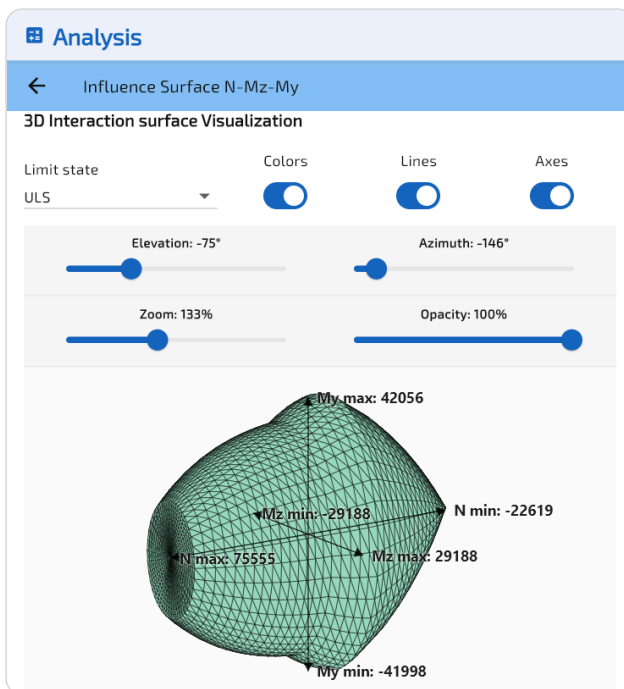 Analysis
Influence Surface N-Mz-My
3D Interaction surface Visualization
Limit state
ULS
Colors
Lines
Axes
Elevation: -75°
Azimuth: -146°
Zoom: 133%
Opacity: 100%
My max: 42056
N min: -22619
Mz min: -29188
N max: 75555
Mz max: 29188
My min: -41998